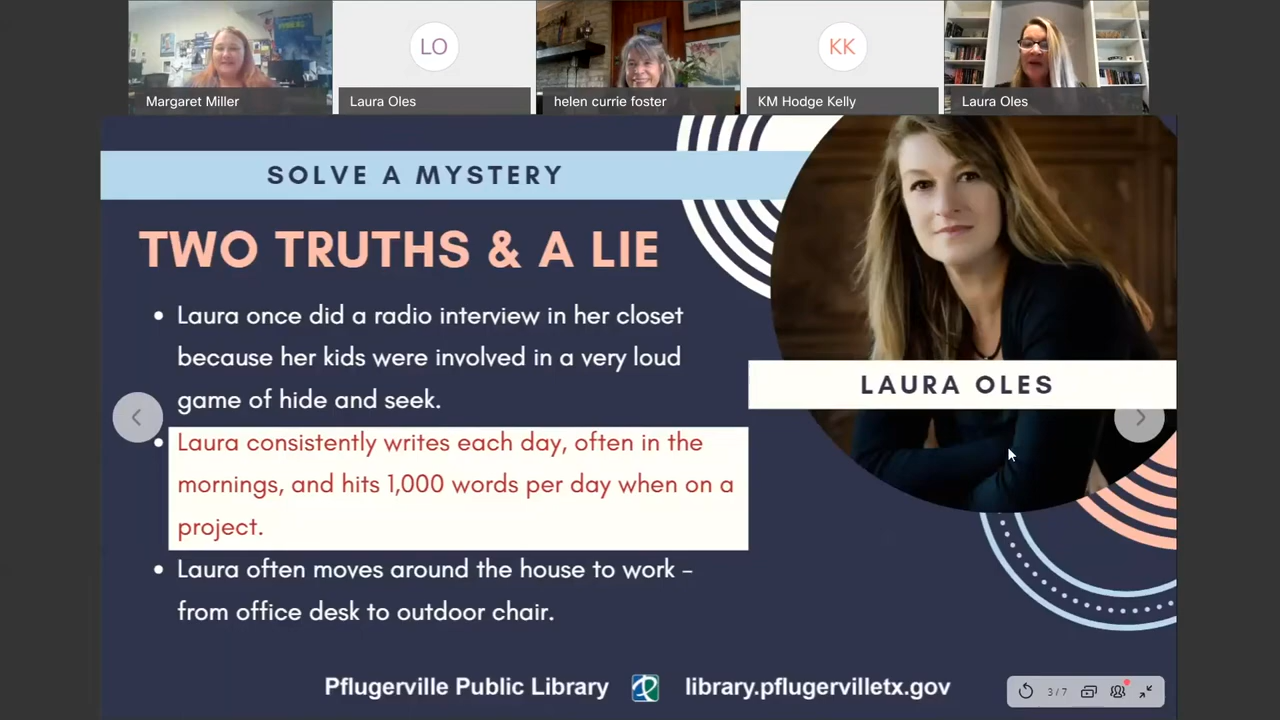 LO
KK
Margaret Miller
Laura Oles
helen currie foster
KM Hodge Kelly
Laura Oles
SOLVE A MYSTERY
TWO TRUTHS & A LIE
• Laura once did a radio interview in her closet
because her kids were involved in a very loud
game of hide and seek.
• Laura consistently writes each day, often in the
mornings, and hits 1,000 words per day when on a
project.
• Laura often moves around the house to work –
from office desk to outdoor chair.
LAURA OLES
Pflugerville Public Library
library.pflugervilletx.gov
3/7